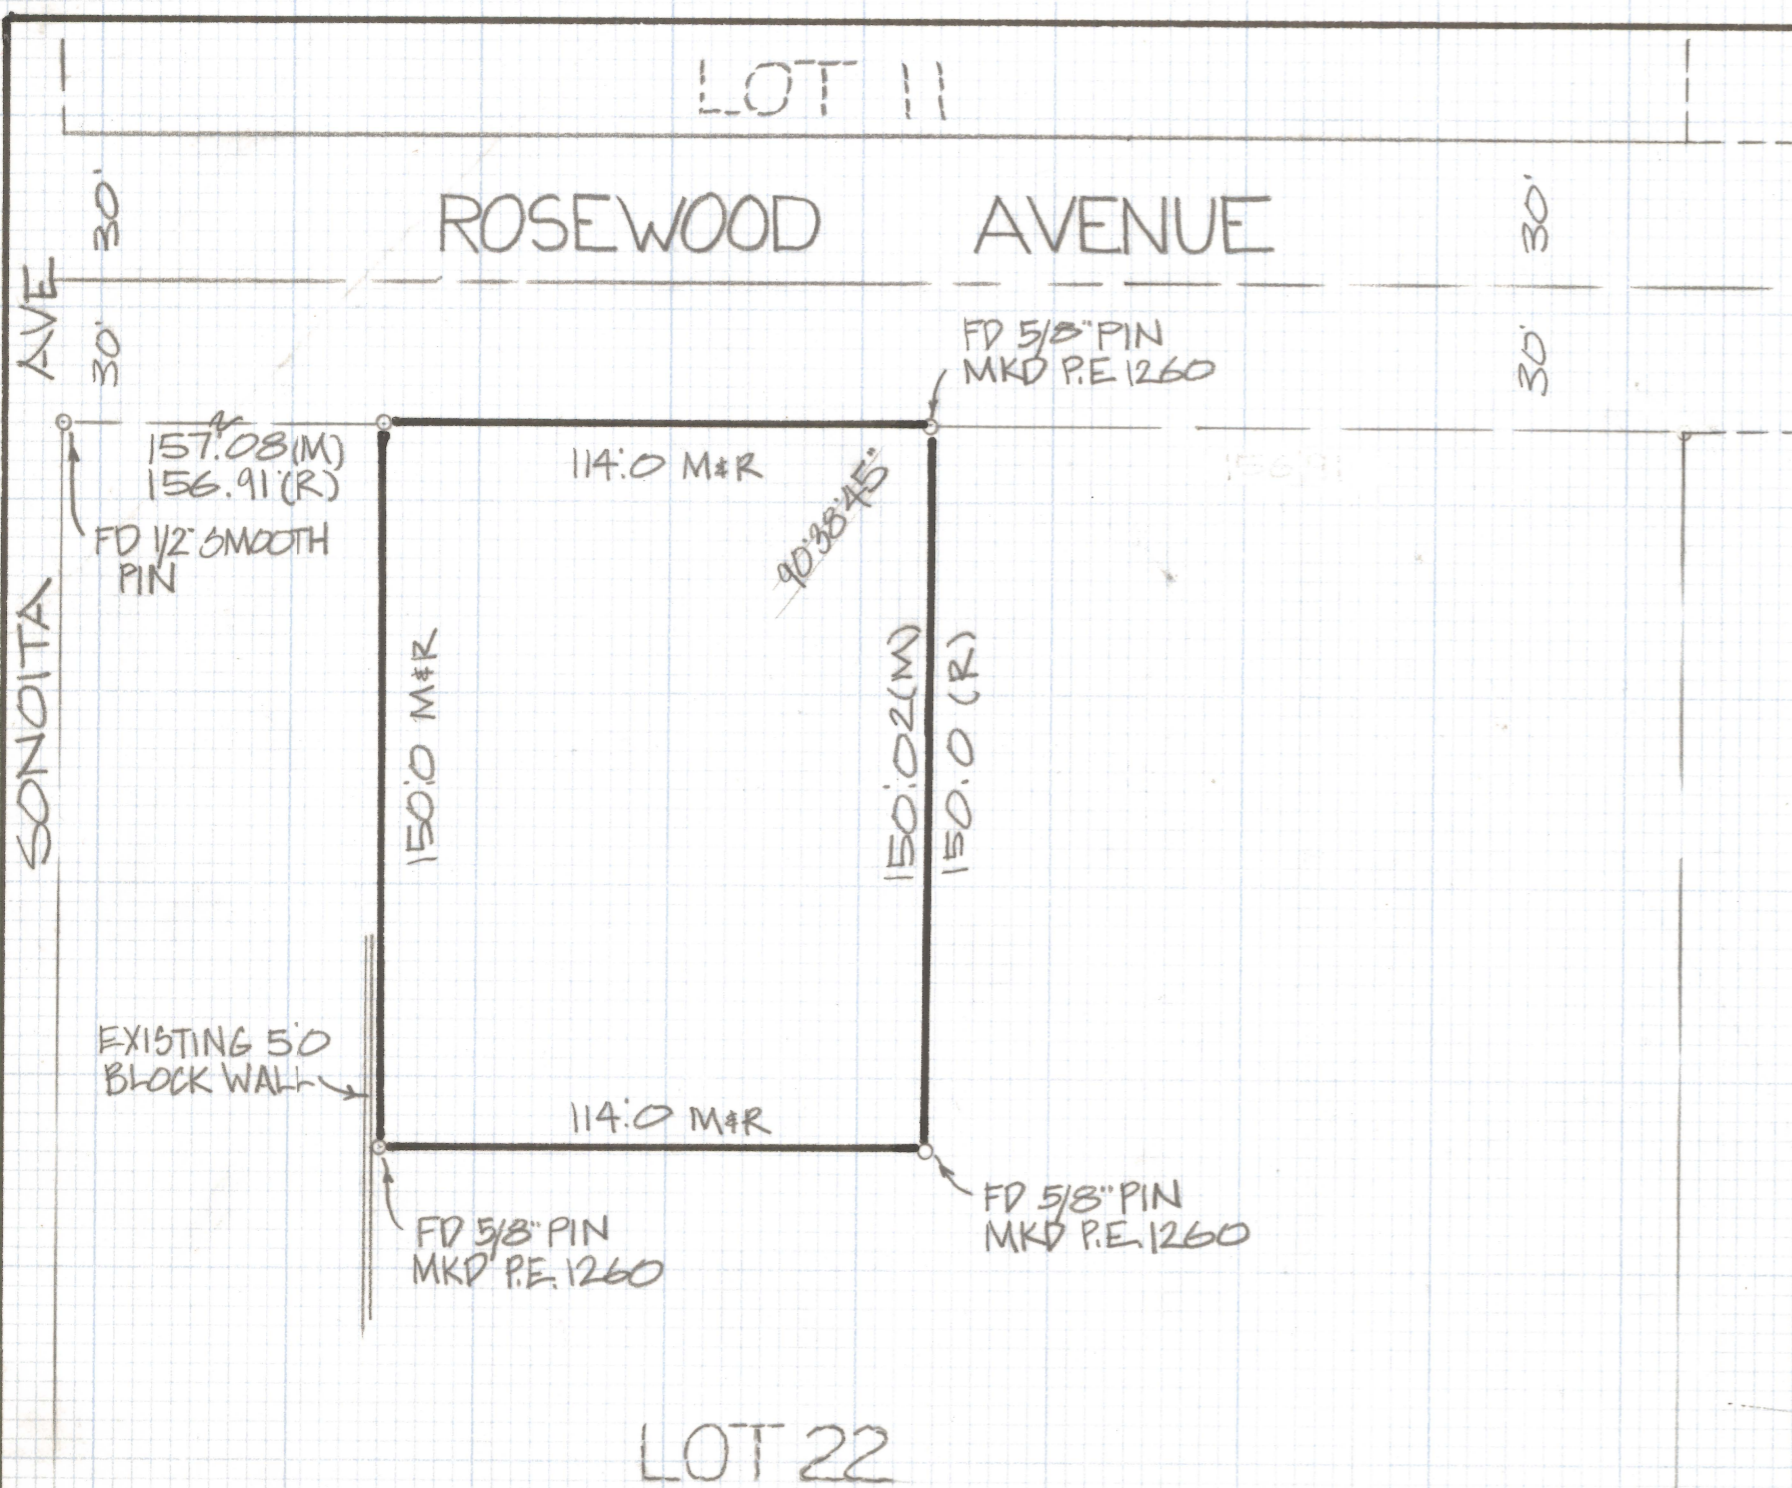 LOT 11
30'
ROSEWOOD AVENUE
30'
SONOITA AVE
30'
30'
FD 5/8" PIN
MKD P.E 1260
157.08(M)
156.91'(R)
114.'0 M&R
90°38'45"
FD 1/2" SMOOTH
PIN
150.'0 M&R
150.'02(M)
150.0 (R)
EXISTING 5.'0
BLOCK WALL
114.'0 M&R
FD 5/8" PIN
MKD P.E. 1260
FD 5/8" PIN
MKD P.E. 1260
LOT 22